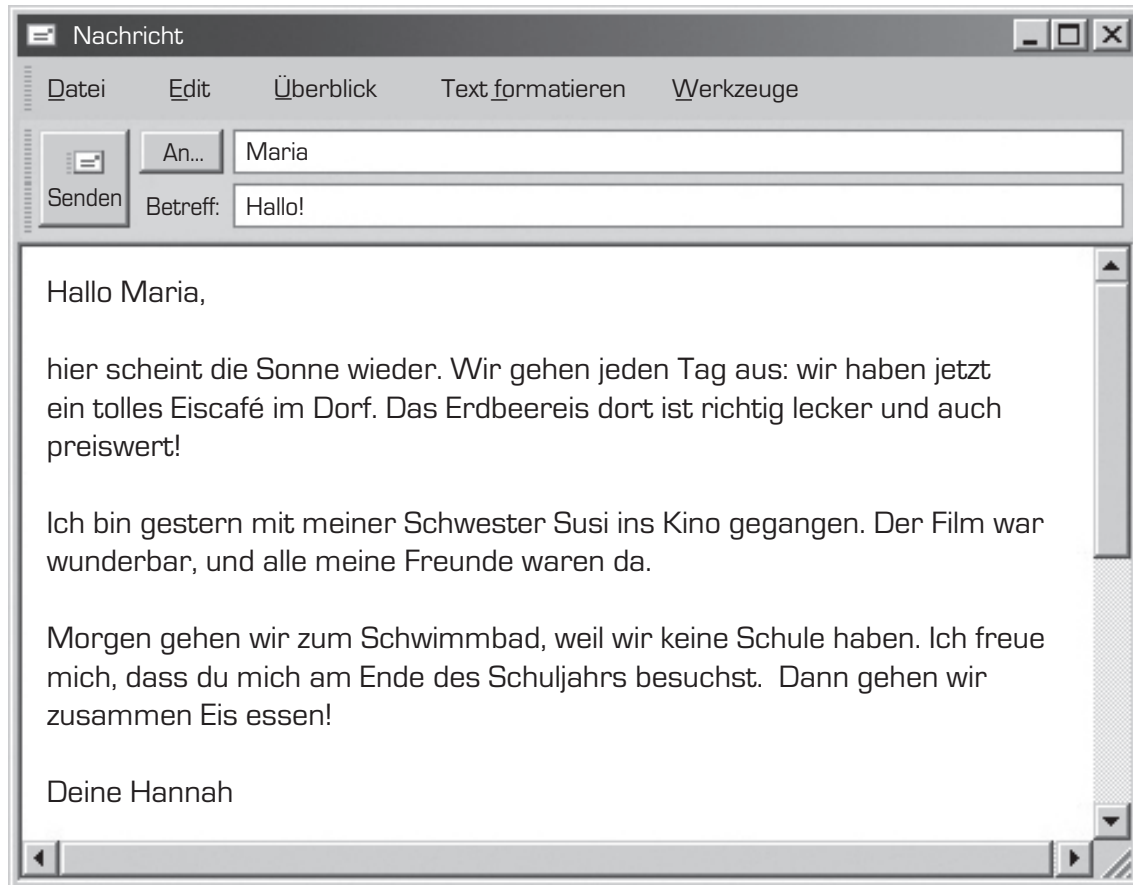 Nachricht
Datei Edit Überblick Text formatieren Werkzeuge
An... Maria
Senden
Betreff: Hallo!
Hallo Maria,
hier scheint die Sonne wieder. Wir gehen jeden Tag aus: wir haben jetzt
ein tolles Eiscafé im Dorf. Das Erdbeereis dort ist richtig lecker und auch
preiswert!
Ich bin gestern mit meiner Schwester Susi ins Kino gegangen. Der Film war
wunderbar, und alle meine Freunde waren da.
Morgen gehen wir zum Schwimmbad, weil wir keine Schule haben. Ich freue
mich, dass du mich am Ende des Schuljahrs besuchst.  Dann gehen wir
zusammen Eis essen!
Deine Hannah